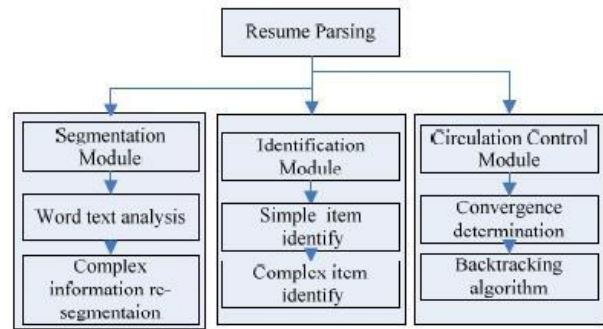 Resume Parsing
Segmentation
Module
Word text analysis
Complex
information re-
segmentaion
Identification
Module
Simple item
identify
Complex item
identify
Circulation Control
Module
Convergence
determination
Backtracking
algorithm